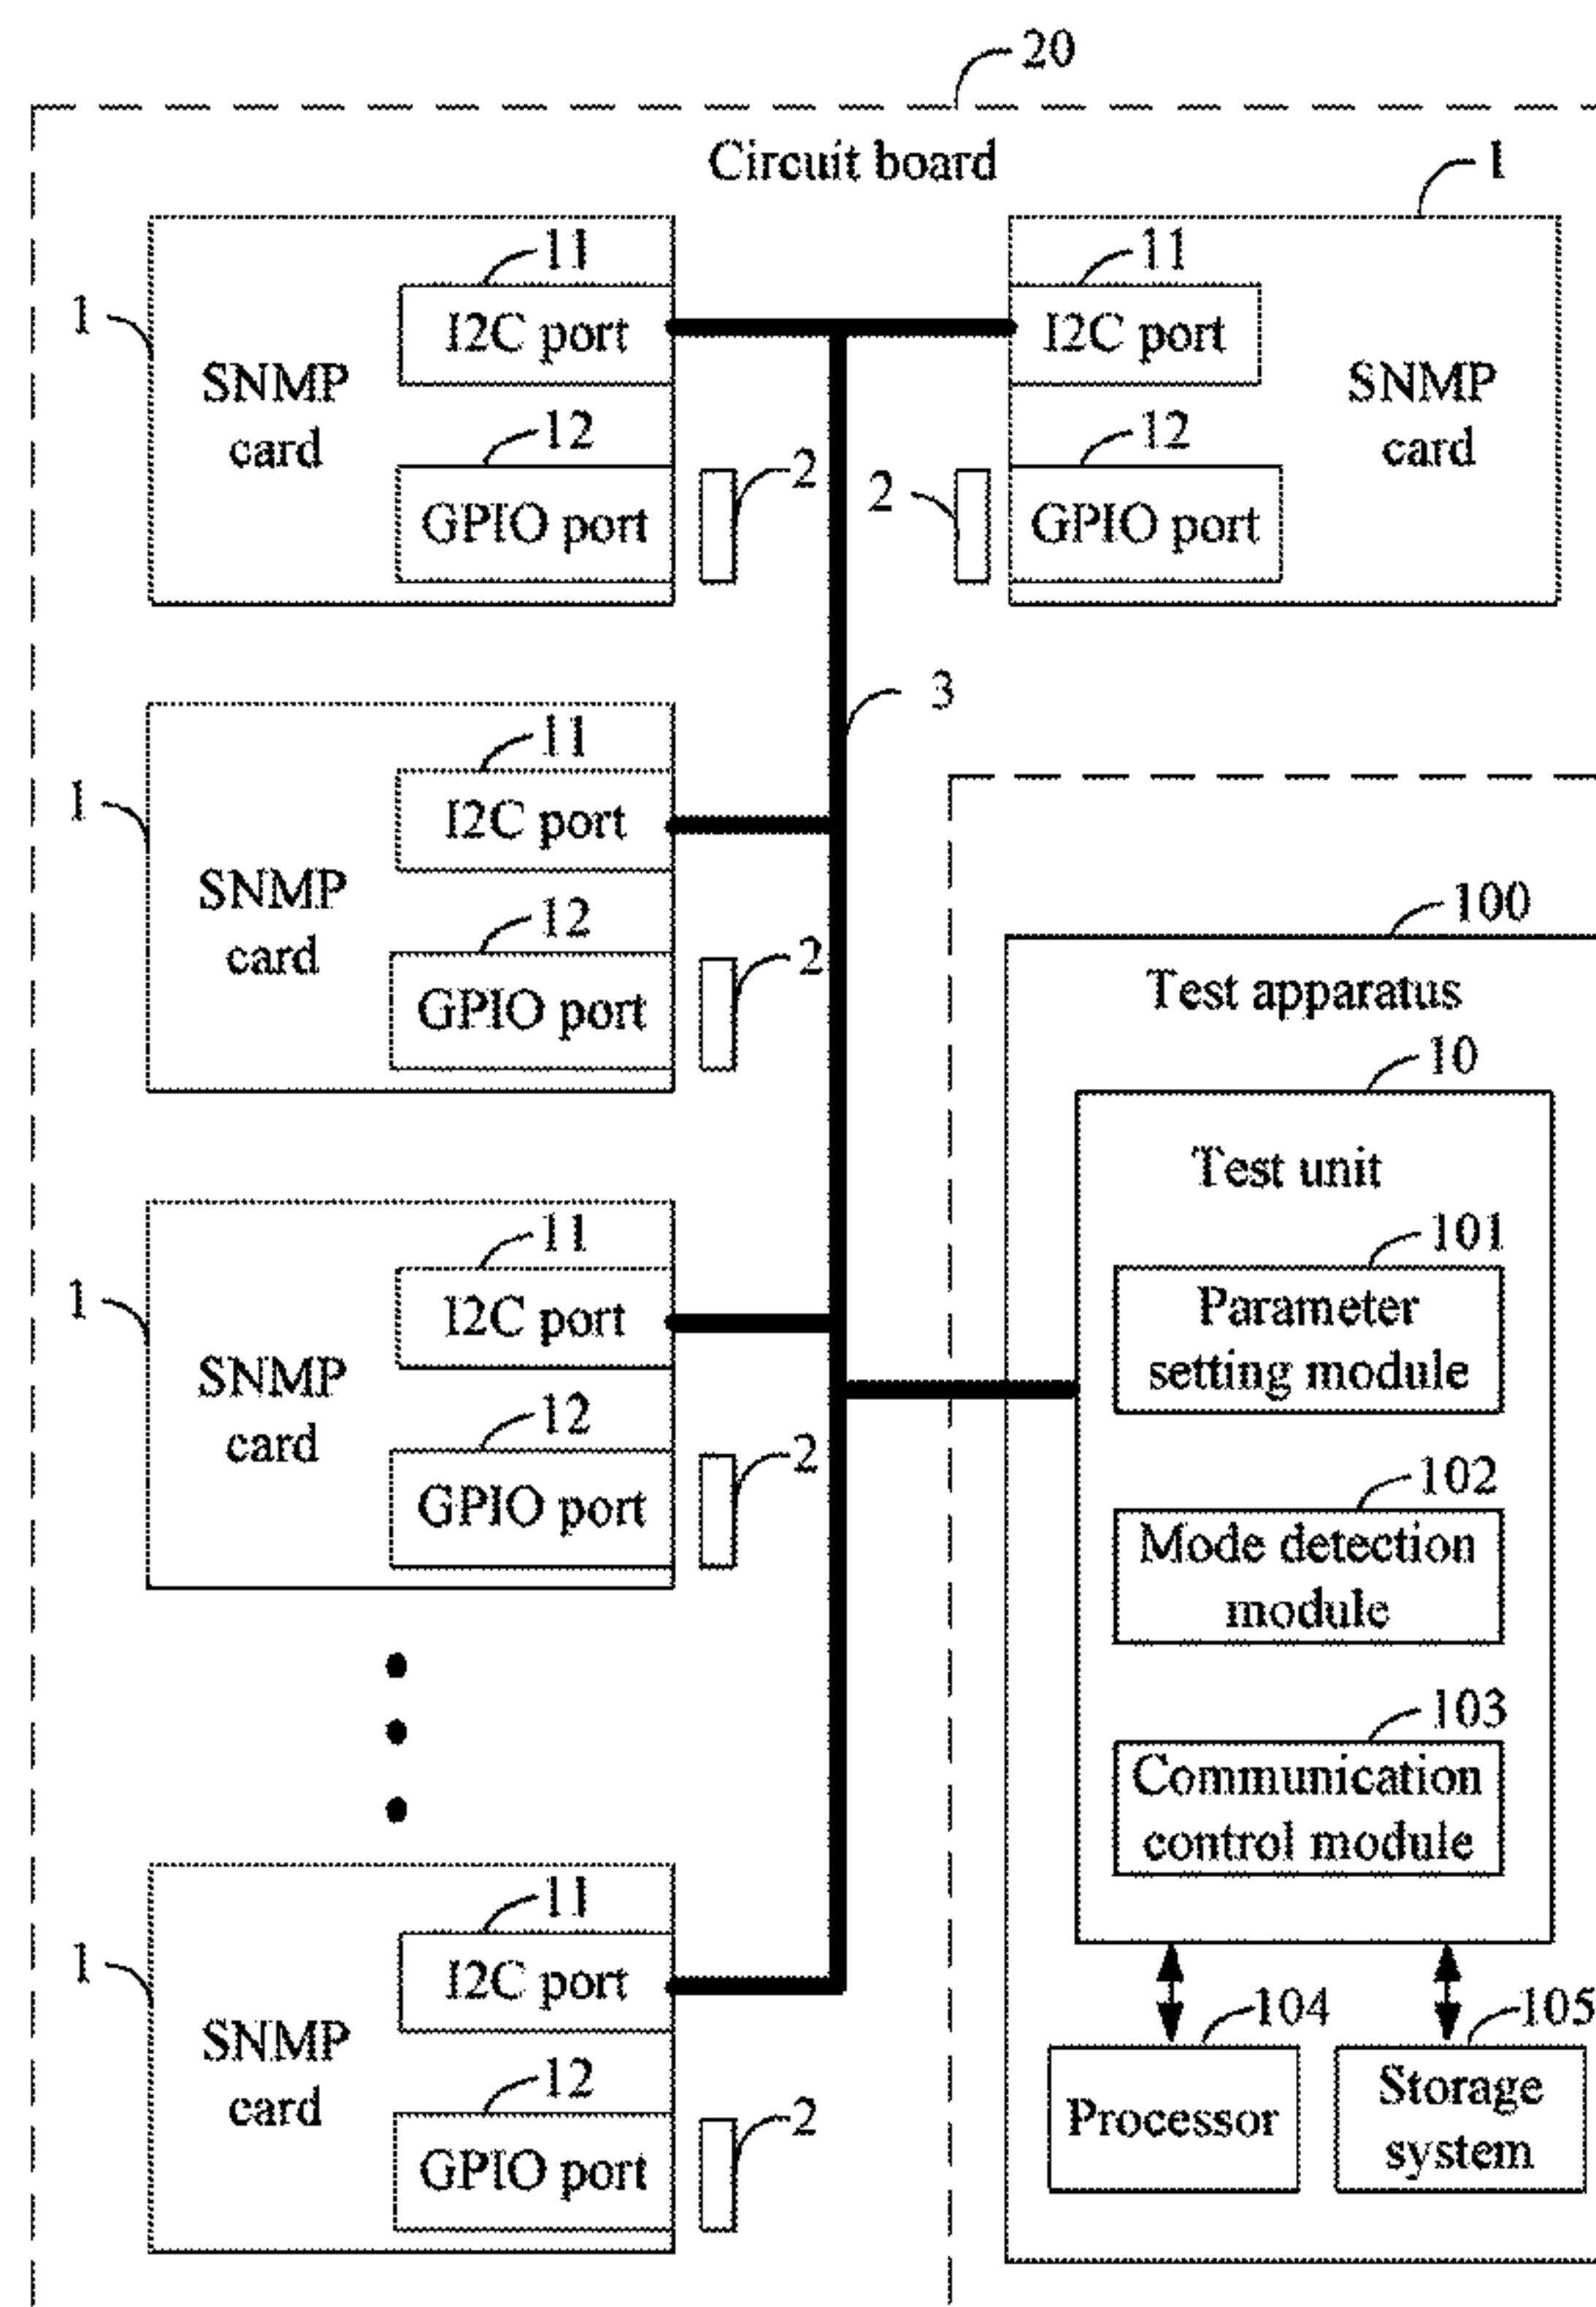 20
Circuit board
1
11
I2C port
1
SNMP
card
12
GPIO port
2
11
I2C port
SNMP
card
12
GPIO port
2
3
11
I2C port
1
SNMP
card
12
GPIO port
2
100
Test apparatus
10
Test unit
101
Parameter
setting module
102
Mode detection
module
103
Communication
control module
104
Processor
105
Storage
system
11
I2C port
1
SNMP
card
12
GPIO port
2
11
I2C port
1
SNMP
card
12
GPIO port
2